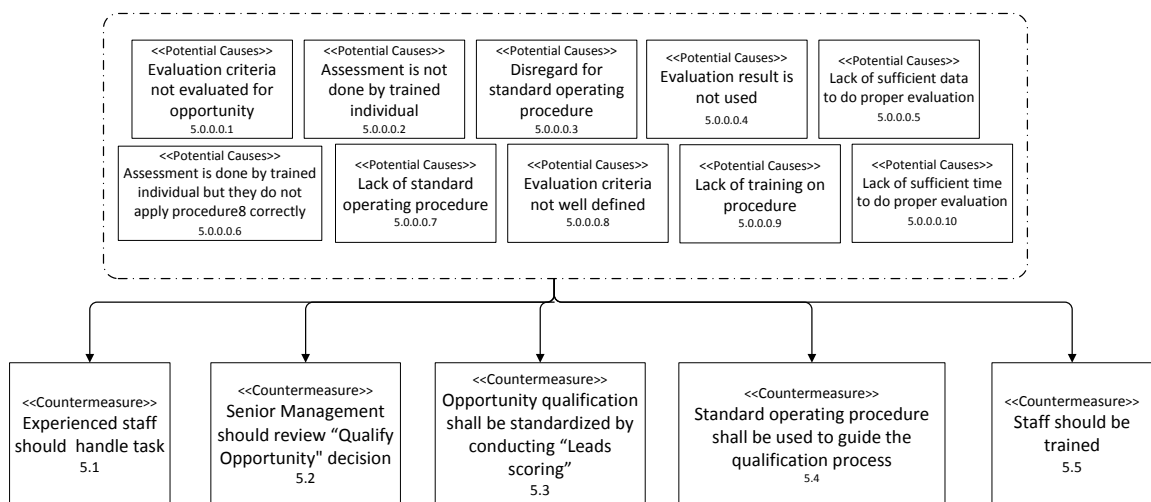 <<Potential Causes>>
Evaluation criteria
not evaluated for
opportunity
5.0.0.0.1
<<Potential Causes>>
Assessment is not
done by trained
individual
5.0.0.0.2
<<Potential Causes>>
Disregard for
standard operating
procedure
5.0.0.0.3
<<Potential Causes>>
Evaluation result is
not used
5.0.0.0.4
<<Potential Causes>>
Lack of sufficient data
to do proper evaluation
5.0.0.0.5
<<Potential Causes>>
Assessment is done by trained
individual but they do not
apply procedure8 correctly
5.0.0.0.6
<<Potential Causes>>
Lack of standard
operating procedure
5.0.0.0.7
<<Potential Causes>>
Evaluation criteria
not well defined
5.0.0.0.8
<<Potential Causes>>
Lack of training on
procedure
5.0.0.0.9
<<Potential Causes>>
Lack of sufficient time
to do proper evaluation
5.0.0.0.10
<<Countermeasure>>
Experienced staff
should handle task
5.1
<<Countermeasure>>
Senior Management
should review “Qualify
Opportunity" decision
5.2
<<Countermeasure>>
Opportunity qualification
shall be standardized by
conducting “Leads
scoring”
5.3
<<Countermeasure>>
Standard operating procedure
shall be used to guide the
qualification process
5.4
<<Countermeasure>>
Staff should be
trained
5.5